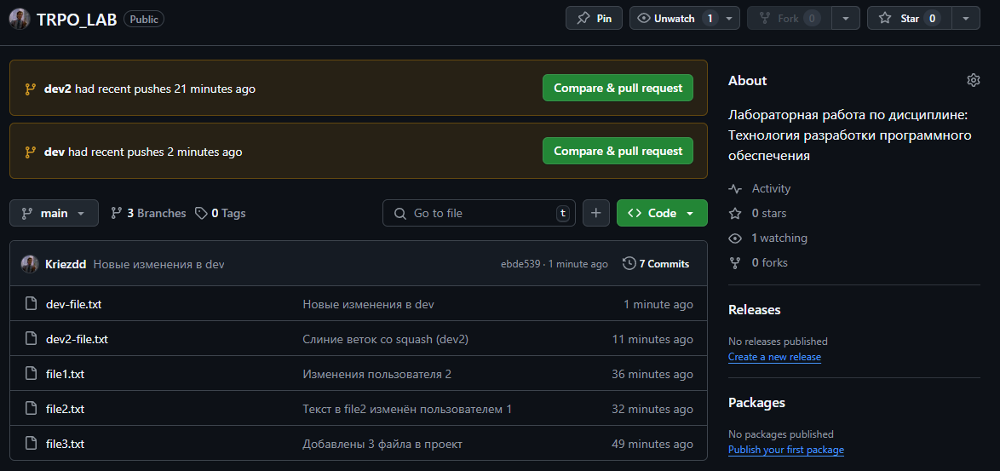 TRPO_LAB Public Pin Unwatch 1 Fork 0 Star 0
dev2 had recent pushes 21 minutes ago Compare & pull request
dev had recent pushes 2 minutes ago Compare & pull request
main 3 Branches 0 Tags Go to file t Code
Kriezdd Новые изменения в dev ebde539 · 1 minute ago 7 Commits
dev-file.txt Новые изменения в dev 1 minute ago
dev2-file.txt Слиние веток со squash (dev2) 11 minutes ago
file1.txt Изменения пользователя 2 36 minutes ago
file2.txt Текст в file2 изменён пользователем 1 32 minutes ago
file3.txt Добавлены 3 файла в проект 49 minutes ago
About
Лабораторная работа по дисциплине:
Технология разработки программного
обеспечения
Activity
0 stars
1 watching
0 forks
Releases
No releases published
Create a new release
Packages
No packages published
Publish your first package